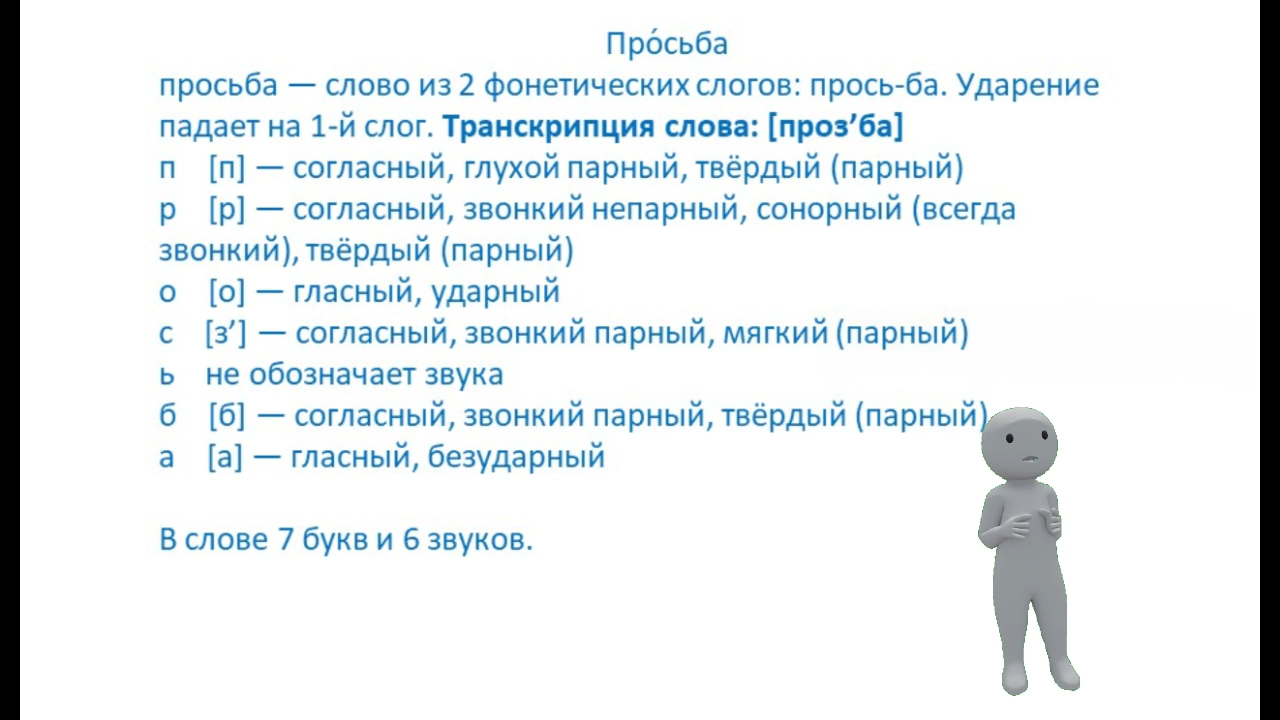 Про́сьба
просьба — слово из 2 фонетических слогов: прось-ба. Ударение
падает на 1-й слог. Транскрипция слова: [проз’ба]
п [п] — согласный, глухой парный, твёрдый (парный)
р [р] — согласный, звонкий непарный, сонорный (всегда
звонкий), твёрдый (парный)
о [о] — гласный, ударный
с [з’] — согласный, звонкий парный, мягкий (парный)
ь не обозначает звука
б [б] — согласный, звонкий парный, твёрдый (парный)
а [а] — гласный, безударный
В слове 7 букв и 6 звуков.